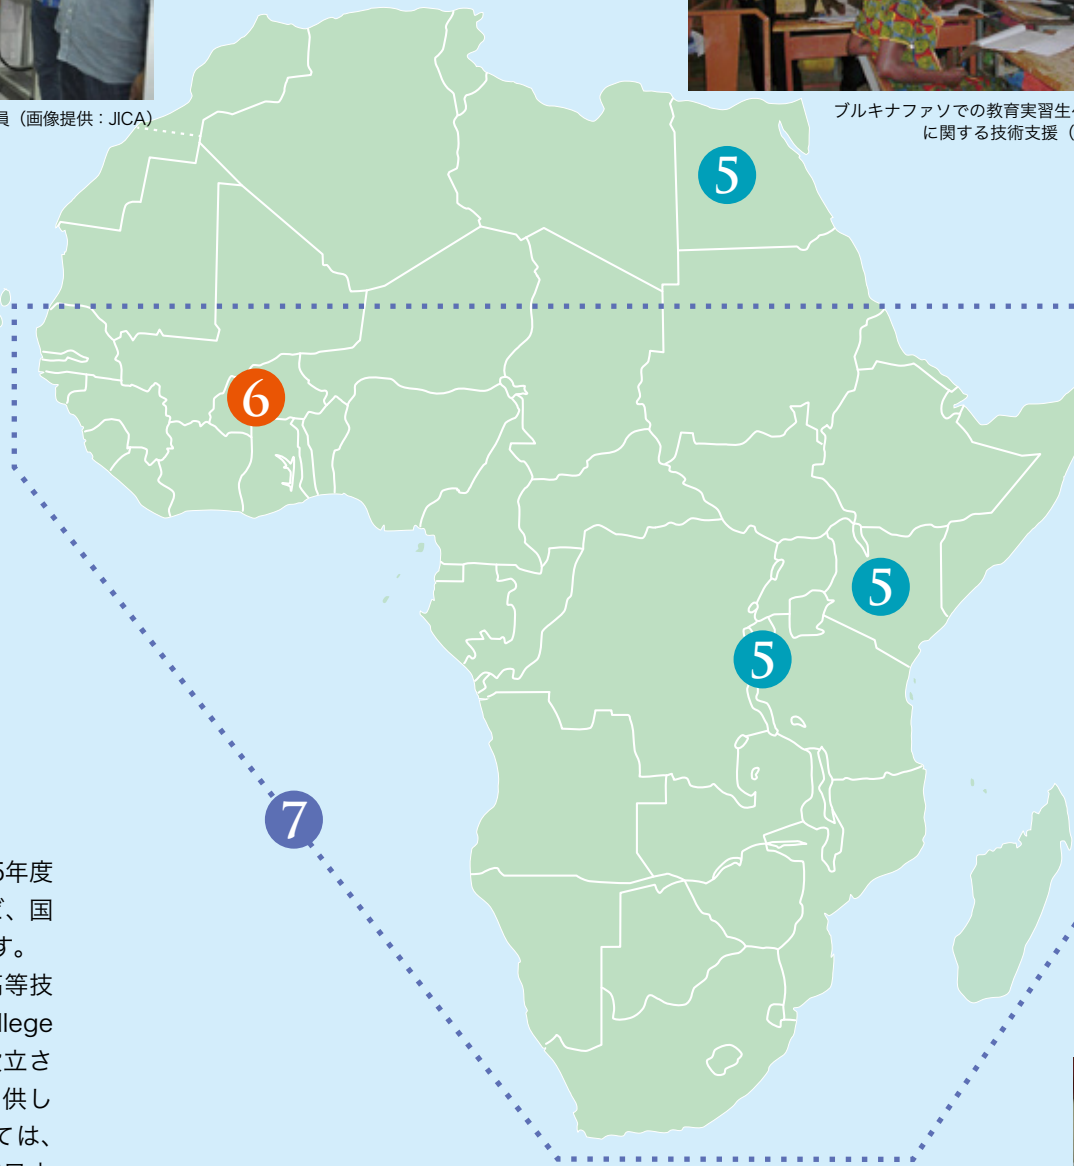 員（画像提供：JICA）
ブルキナファソでの教育実習生
に関する技術支援（
5
6
5
5
7
5年度
、国
す。
高等技
llege
立さ
供し
ては、